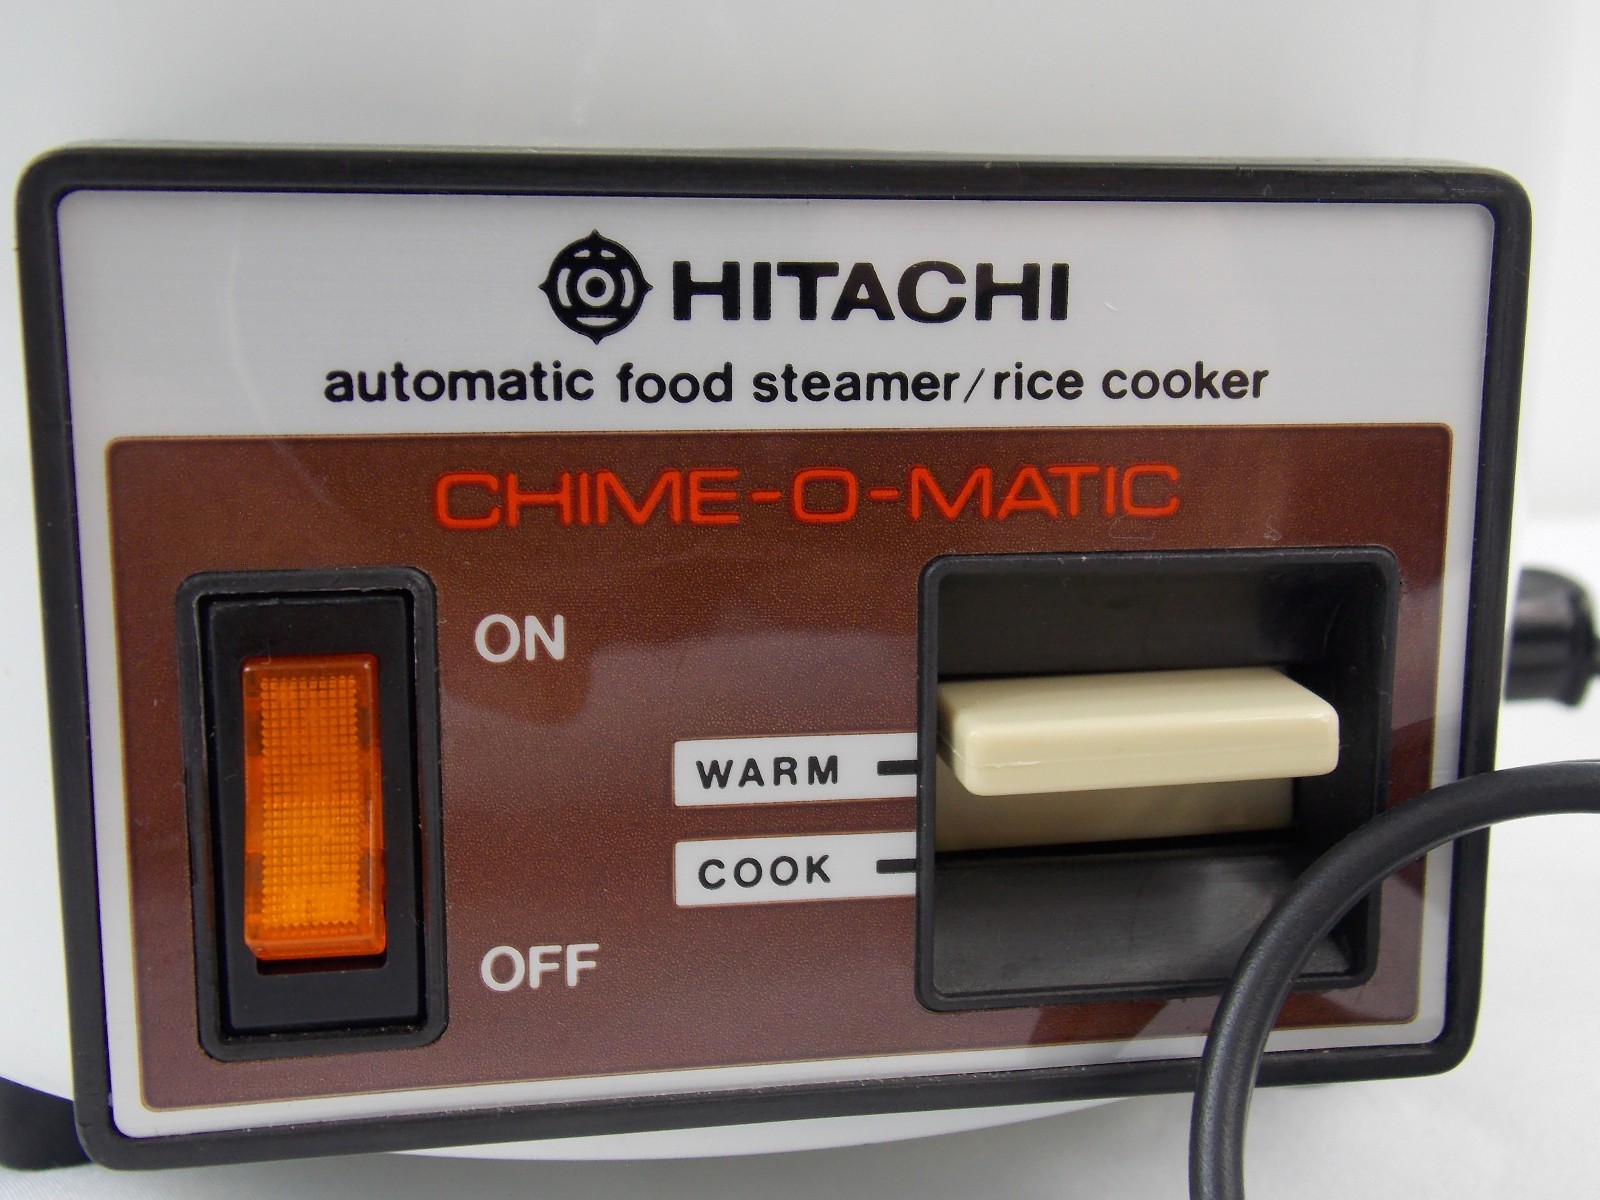 HITACHI
automatic food steamer/rice cooker
CHIME-O-MATIC
ON
WARM
COOK
OFF